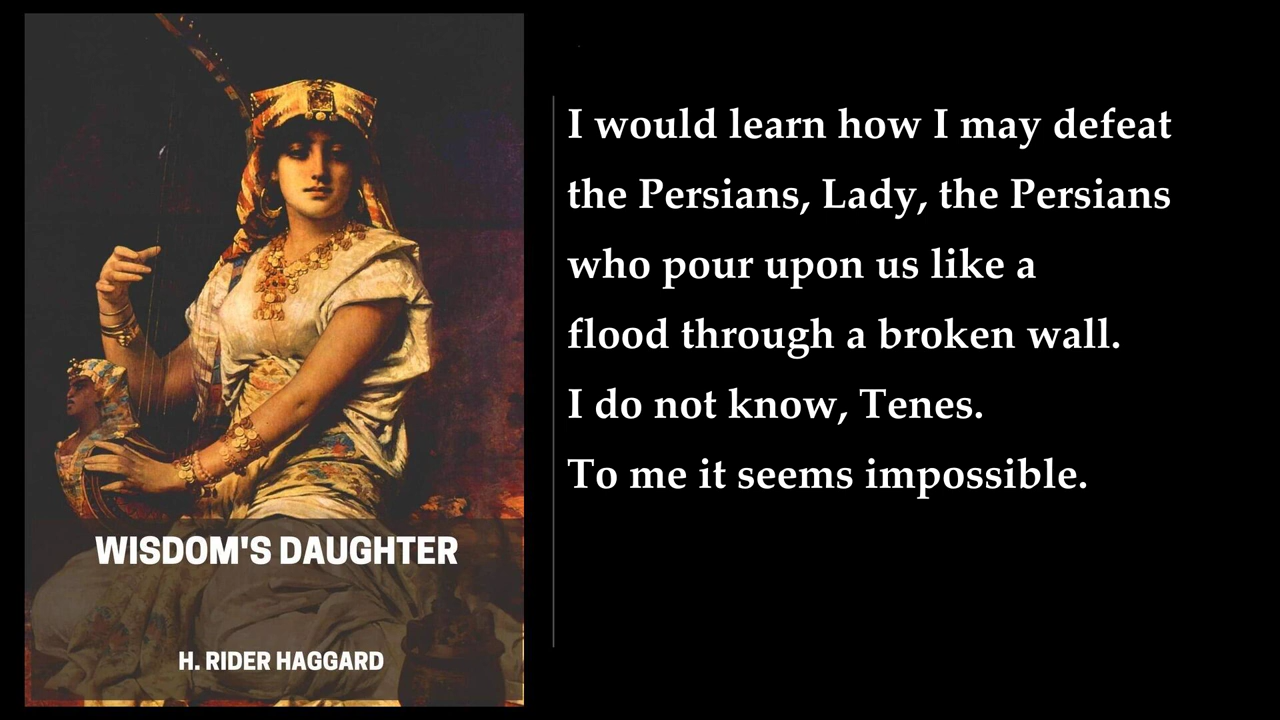 WISDOM'S DAUGHTER
H. RIDER HAGGARD
I would learn how I may defeat
the Persians, Lady, the Persians
who pour upon us like a
flood through a broken wall.
I do not know, Tenes.
To me it seems impossible.